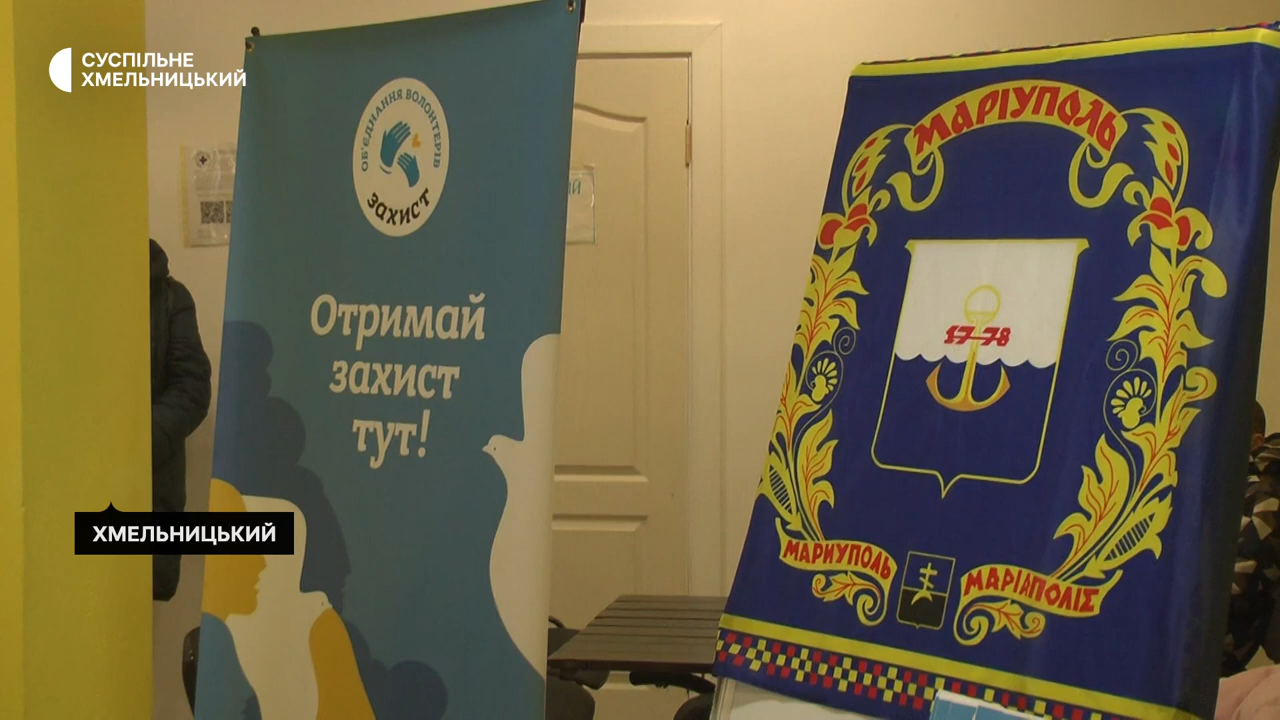 СУСПІЛЬНЕ
ХМЕЛЬНИЦЬКИЙ
ОБ'ЄДНАННЯ ВОЛОНТЕРІВ
ЗАХИСТ
Отримай
захист
тут!
ХМЕЛЬНИЦЬКИЙ
МАРІУПОЛЬ
17 78
МАРИУПОЛЬ
МАРІАПОЛІС